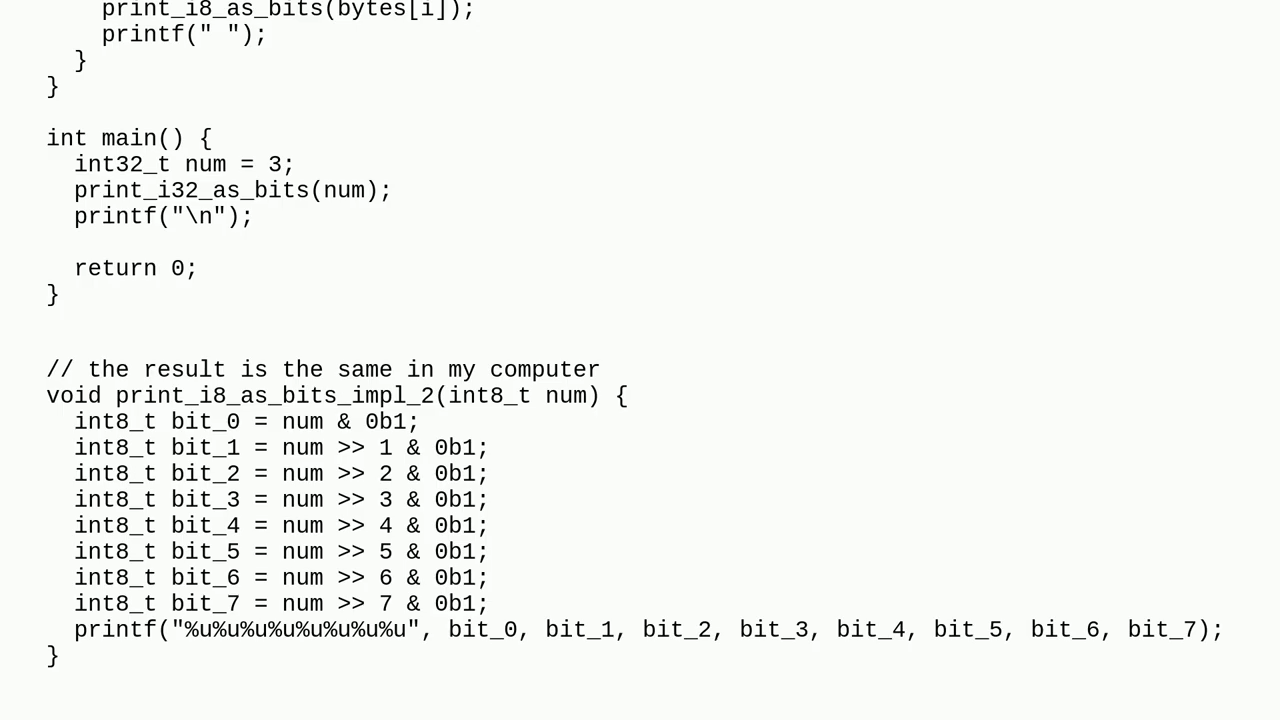 print_i8_as_bits(bytes[i]);
    printf(" ");
  }
}

int main() {
  int32_t num = 3;
  print_i32_as_bits(num);
  printf("\n");

  return 0;
}

// the result is the same in my computer
void print_i8_as_bits_impl_2(int8_t num) {
  int8_t bit_0 = num & 0b1;
  int8_t bit_1 = num >> 1 & 0b1;
  int8_t bit_2 = num >> 2 & 0b1;
  int8_t bit_3 = num >> 3 & 0b1;
  int8_t bit_4 = num >> 4 & 0b1;
  int8_t bit_5 = num >> 5 & 0b1;
  int8_t bit_6 = num >> 6 & 0b1;
  int8_t bit_7 = num >> 7 & 0b1;
  printf("%u%u%u%u%u%u%u%u", bit_0, bit_1, bit_2, bit_3, bit_4, bit_5, bit_6, bit_7);
}